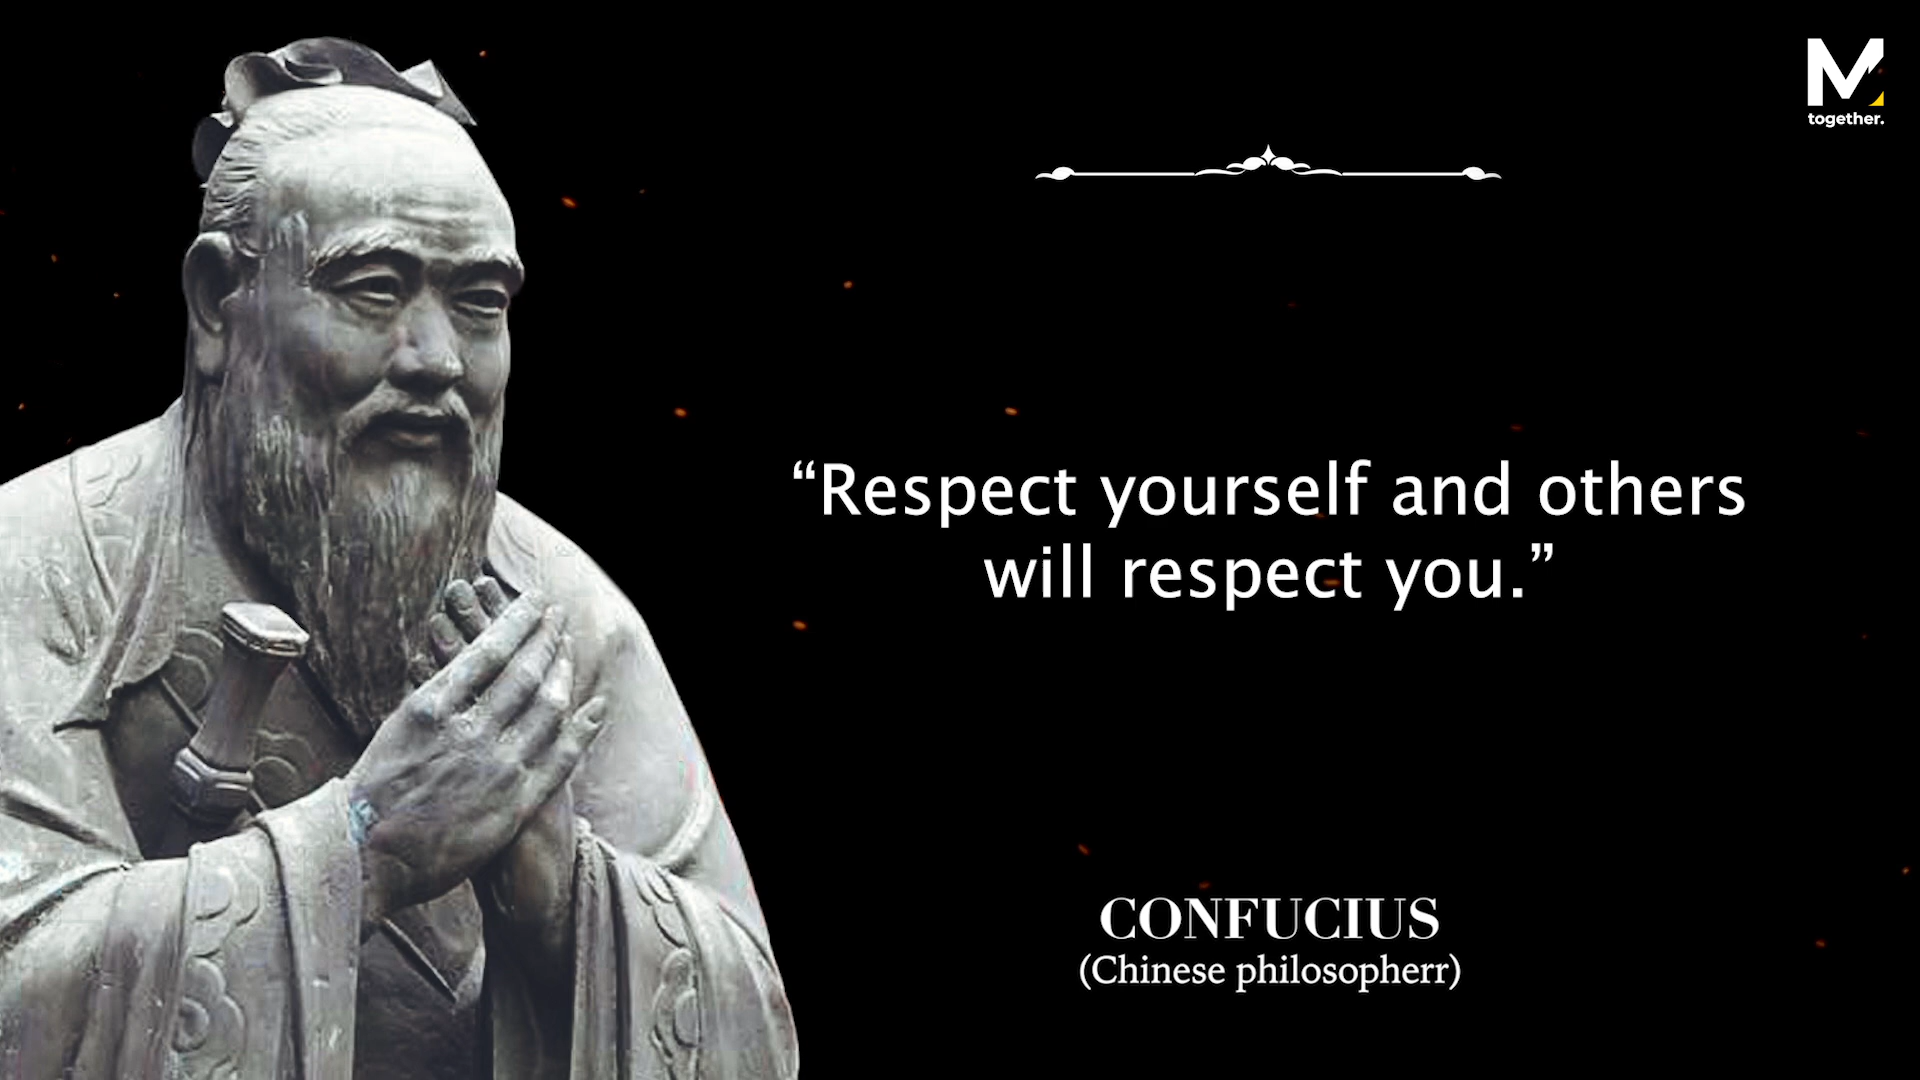 M
together.
“Respect yourself and others
will respect you.”
CONFUCIUS
(Chinese philosopherr)